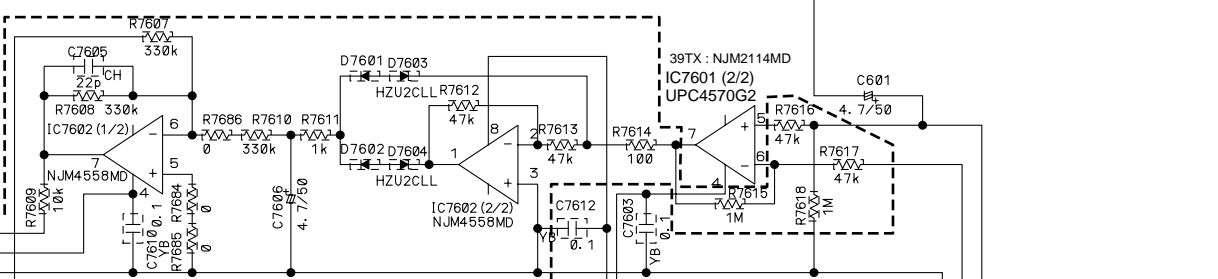 R7607
330k
C7605
CH
22p
R7608 330k
IC7602(1/2)
6
7
5
NJM4558MD
4
R7609
10k
C7610
0.1
YB
R7684
0
R7685
0
R7686
0
R7610
330k
R7611
1k
C7606
4.7/50
+
D7601
D7603
HZU2CLL
D7602
D7604
HZU2CLL
R7612
47k
8
1
2
3
IC7602(2/2)
NJM4558MD
R7613
47k
R7614
100
C7612
YB
0.1
C7603
0.1
YB
39TX : NJM2114MD
IC7601 (2/2)
UPC4570G2
7
5
6
4
R7615
1M
R7616
47k
R7617
47k
R7618
1M
C601
4.7/50
+